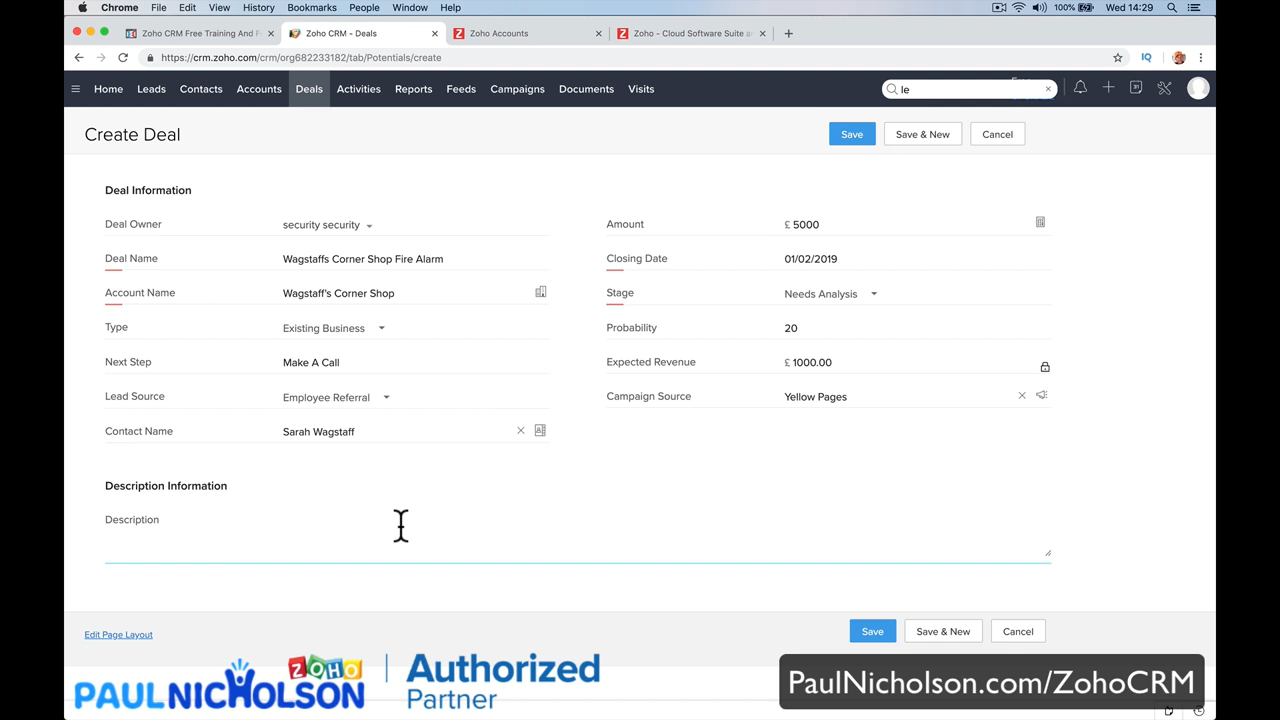 Chrome File Edit View History Bookmarks People Window Help 100% Wed 14:29
Zoho CRM Free Training And F Zoho CRM - Deals Zoho Accounts Zoho - Cloud Software Suite a
https://crm.zoho.com/crm/org682233182/tab/Potentials/create IQ
Home Leads Contacts Accounts Deals Activities Reports Feeds Campaigns Documents Visits le 31
Create Deal Save Save & New Cancel
Deal Information
Deal Owner security security Amount £ 5000
Deal Name Wagstaffs Corner Shop Fire Alarm Closing Date 01/02/2019
Account Name Wagstaff's Corner Shop Stage Needs Analysis
Type Existing Business Probability 20
Next Step Make A Call Expected Revenue £ 1000.00
Lead Source Employee Referral Campaign Source Yellow Pages
Contact Name Sarah Wagstaff
Description Information
Description
Edit Page Layout Save Save & New Cancel
ZOHO
PAULNICHOLSON Authorized
Partner
PaulNicholson.com/ZohoCRM